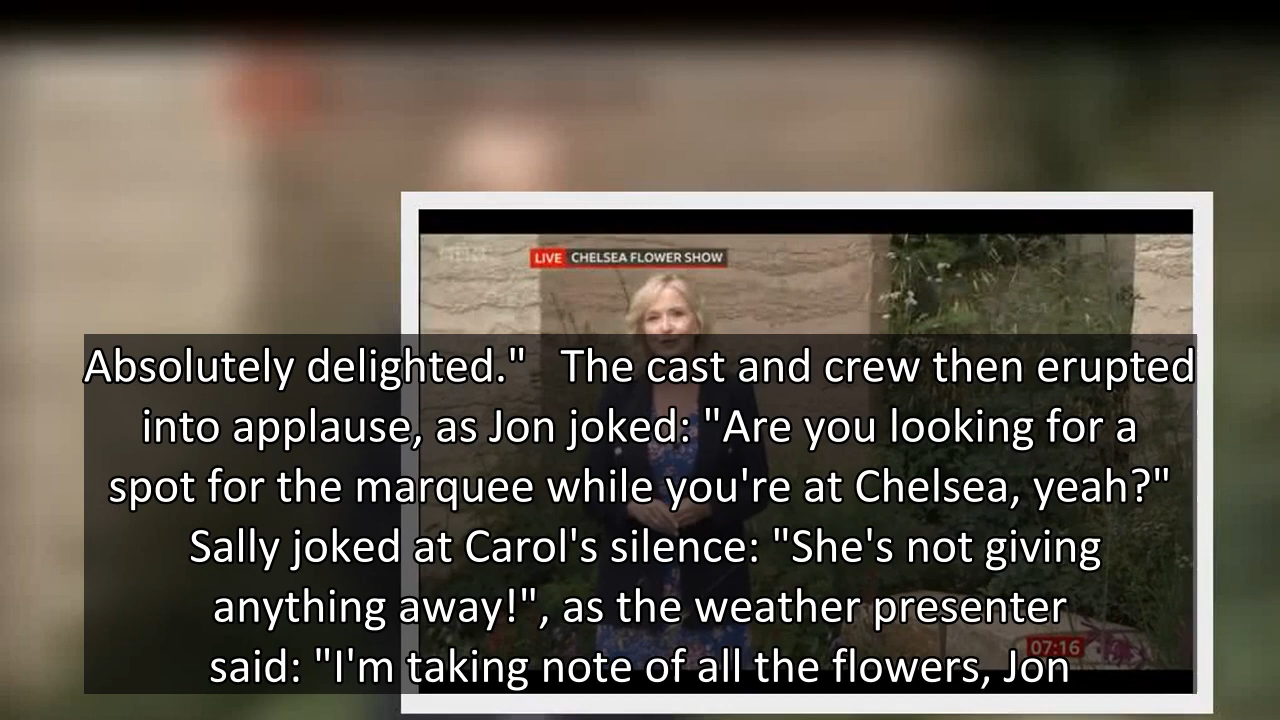 LIVE CHELSEA FLOWER SHOW
Absolutely delighted." The cast and crew then erupted
into applause, as Jon joked: "Are you looking for a
spot for the marquee while you're at Chelsea, yeah?"
Sally joked at Carol's silence: "She's not giving
anything away!", as the weather presenter
said: "I'm taking note of all the flowers, Jon
07:16